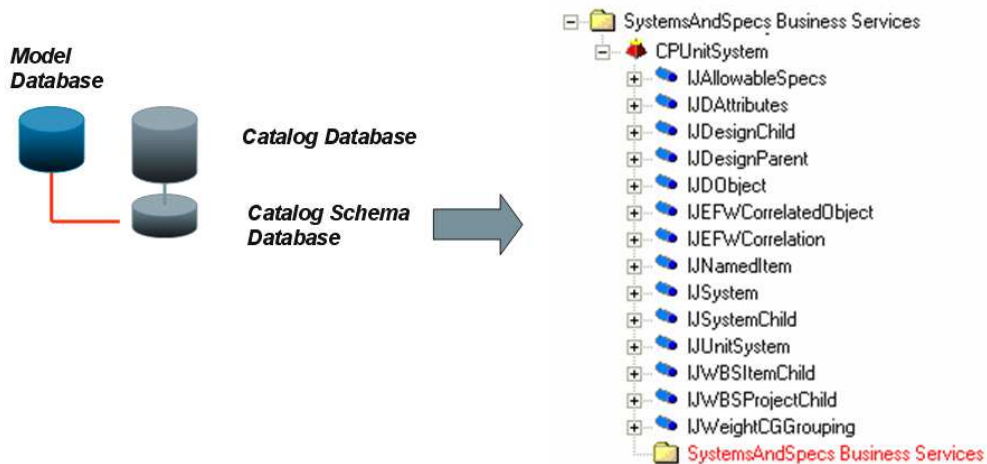 Model
Database
Catalog Database
Catalog Schema
Database
SystemsAndSpecs Business Services
CPUnitSystem
IJAllowableSpecs
IJDAttributes
IJDesignChild
IJDesignParent
IJDObject
IJEFWCorrelatedObject
IJEFWCorrelation
IJNamedItem
IJSystem
IJSystemChild
IJUnitSystem
IJWBSItemChild
IJWBSProjectChild
IJWeightCGGrouping
SystemsAndSpecs Business Services